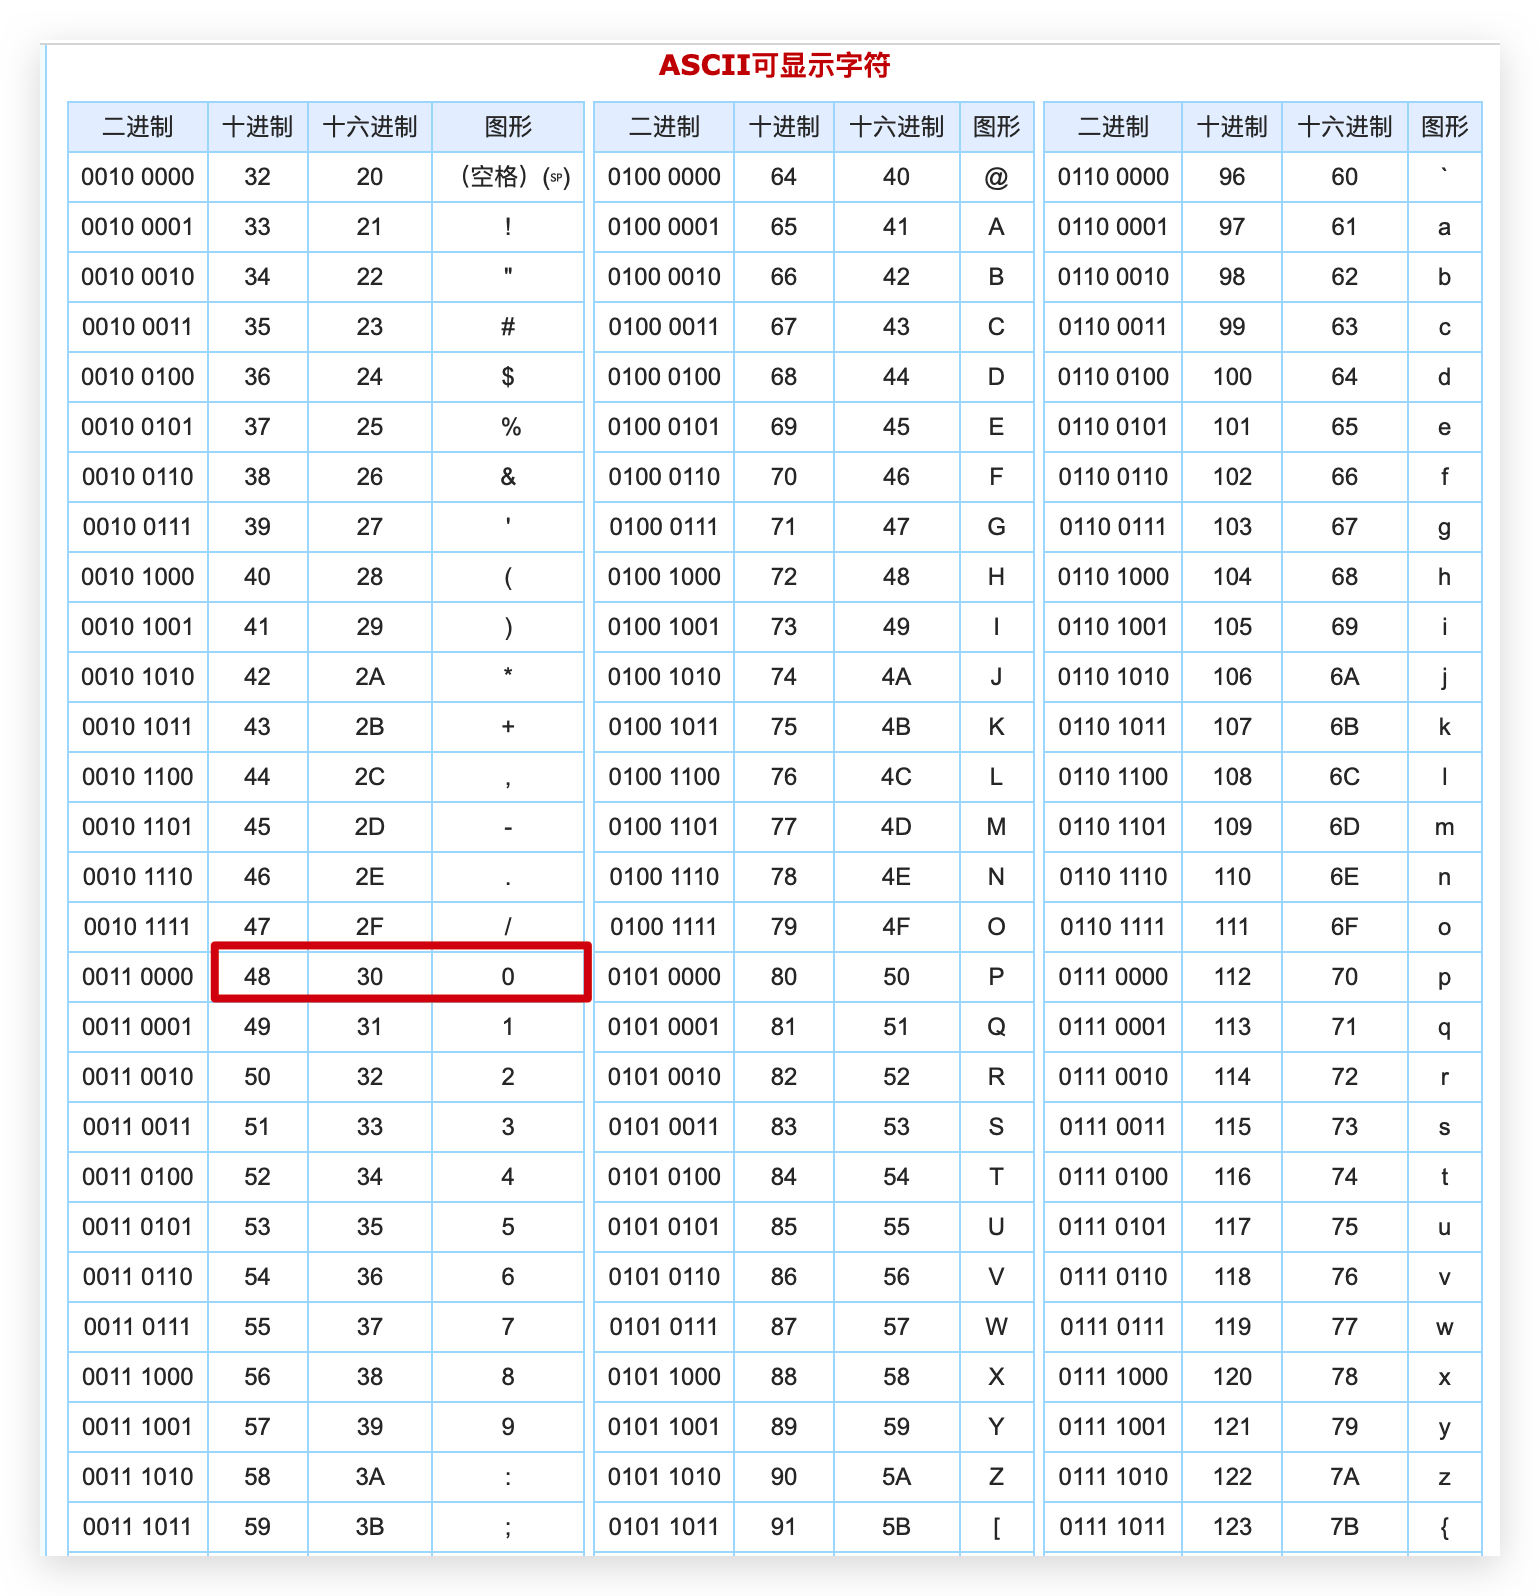 ASCII可显示字符
二进制 十进制 十六进制 图形 二进制 十进制 十六进制 图形 二进制 十进制 十六进制 图形
0010 0000 32 20 （空格）(␠) 0100 0000 64 40 @ 0110 0000 96 60 `
0010 0001 33 21 ! 0100 0001 65 41 A 0110 0001 97 61 a
0010 0010 34 22 " 0100 0010 66 42 B 0110 0010 98 62 b
0010 0011 35 23 # 0100 0011 67 43 C 0110 0011 99 63 c
0010 0100 36 24 $ 0100 0100 68 44 D 0110 0100 100 64 d
0010 0101 37 25 % 0100 0101 69 45 E 0110 0101 101 65 e
0010 0110 38 26 & 0100 0110 70 46 F 0110 0110 102 66 f
0010 0111 39 27 ' 0100 0111 71 47 G 0110 0111 103 67 g
0010 1000 40 28 ( 0100 1000 72 48 H 0110 1000 104 68 h
0010 1001 41 29 ) 0100 1001 73 49 I 0110 1001 105 69 i
0010 1010 42 2A * 0100 1010 74 4A J 0110 1010 106 6A j
0010 1011 43 2B + 0100 1011 75 4B K 0110 1011 107 6B k
0010 1100 44 2C , 0100 1100 76 4C L 0110 1100 108 6C l
0010 1101 45 2D - 0100 1101 77 4D M 0110 1101 109 6D m
0010 1110 46 2E . 0100 1110 78 4E N 0110 1110 110 6E n
0010 1111 47 2F / 0100 1111 79 4F O 0110 1111 111 6F o
0011 0000 48 30 0 0101 0000 80 50 P 0111 0000 112 70 p
0011 0001 49 31 1 0101 0001 81 51 Q 0111 0001 113 71 q
0011 0010 50 32 2 0101 0010 82 52 R 0111 0010 114 72 r
0011 0011 51 33 3 0101 0011 83 53 S 0111 0011 115 73 s
0011 0100 52 34 4 0101 0100 84 54 T 0111 0100 116 74 t
0011 0101 53 35 5 0101 0101 85 55 U 0111 0101 117 75 u
0011 0110 54 36 6 0101 0110 86 56 V 0111 0110 118 76 v
0011 0111 55 37 7 0101 0111 87 57 W 0111 0111 119 77 w
0011 1000 56 38 8 0101 1000 88 58 X 0111 1000 120 78 x
0011 1001 57 39 9 0101 1001 89 59 Y 0111 1001 121 79 y
0011 1010 58 3A : 0101 1010 90 5A Z 0111 1010 122 7A z
0011 1011 59 3B ; 0101 1011 91 5B [ 0111 1011 123 7B {